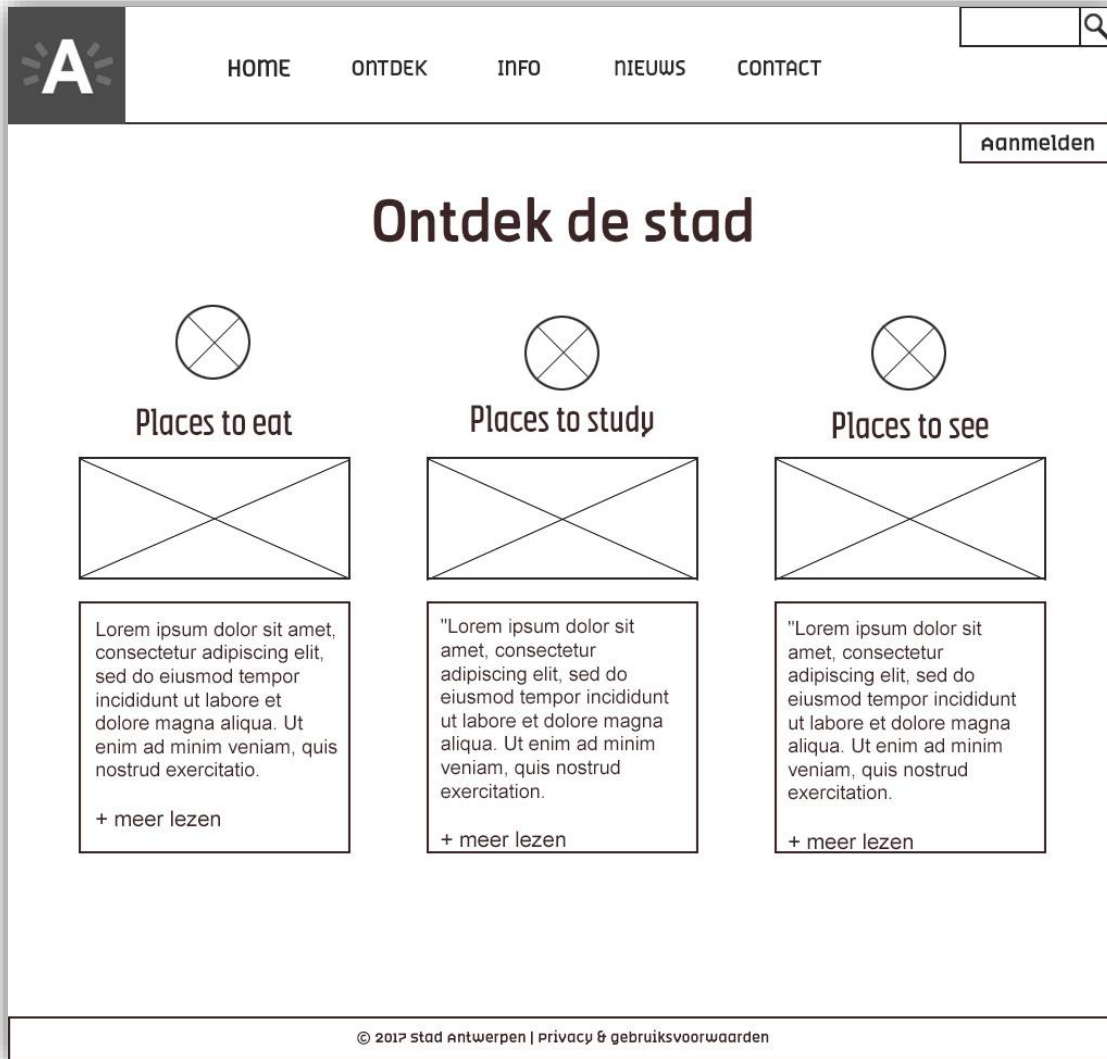 A
HOME
ONTDEK
INFO
NIEUWS
CONTACT
Aanmelden
Ontdek de stad
Places to eat
Lorem ipsum dolor sit amet,
consectetur adipiscing elit,
sed do eiusmod tempor
incididunt ut labore et
dolore magna aliqua. Ut
enim ad minim veniam, quis
nostrud exercitatio.
+ meer lezen
Places to study
"Lorem ipsum dolor sit
amet, consectetur
adipiscing elit, sed do
eiusmod tempor incididunt
ut labore et dolore magna
aliqua. Ut enim ad minim
veniam, quis nostrud
exercitation.
+ meer lezen
Places to see
"Lorem ipsum dolor sit
amet, consectetur
adipiscing elit, sed do
eiusmod tempor incididunt
ut labore et dolore magna
aliqua. Ut enim ad minim
veniam, quis nostrud
exercitation.
+ meer lezen
© 2017 Stad Antwerpen | Privacy & gebruiksvoorwaarden